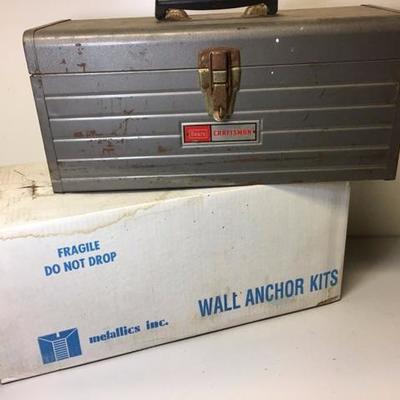 Sears CRAFTSMAN
FRAGILE
DO NOT DROP
WALL ANCHOR KITS
metallics inc.